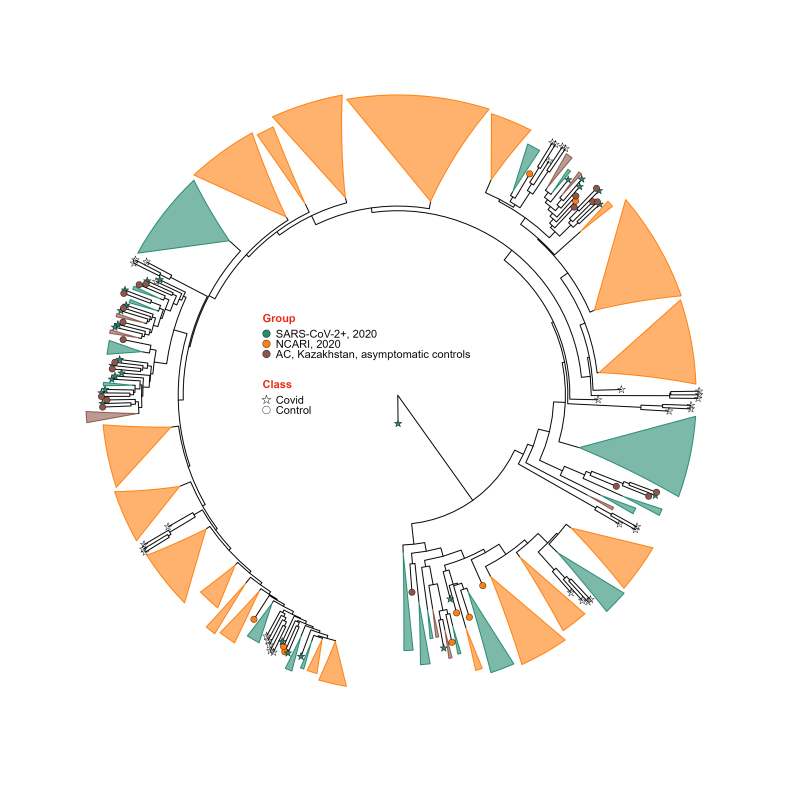 Group
SARS-CoV-2+, 2020
NCARI, 2020
AC, Kazakhstan, asymptomatic controls
Class
Covid
Control